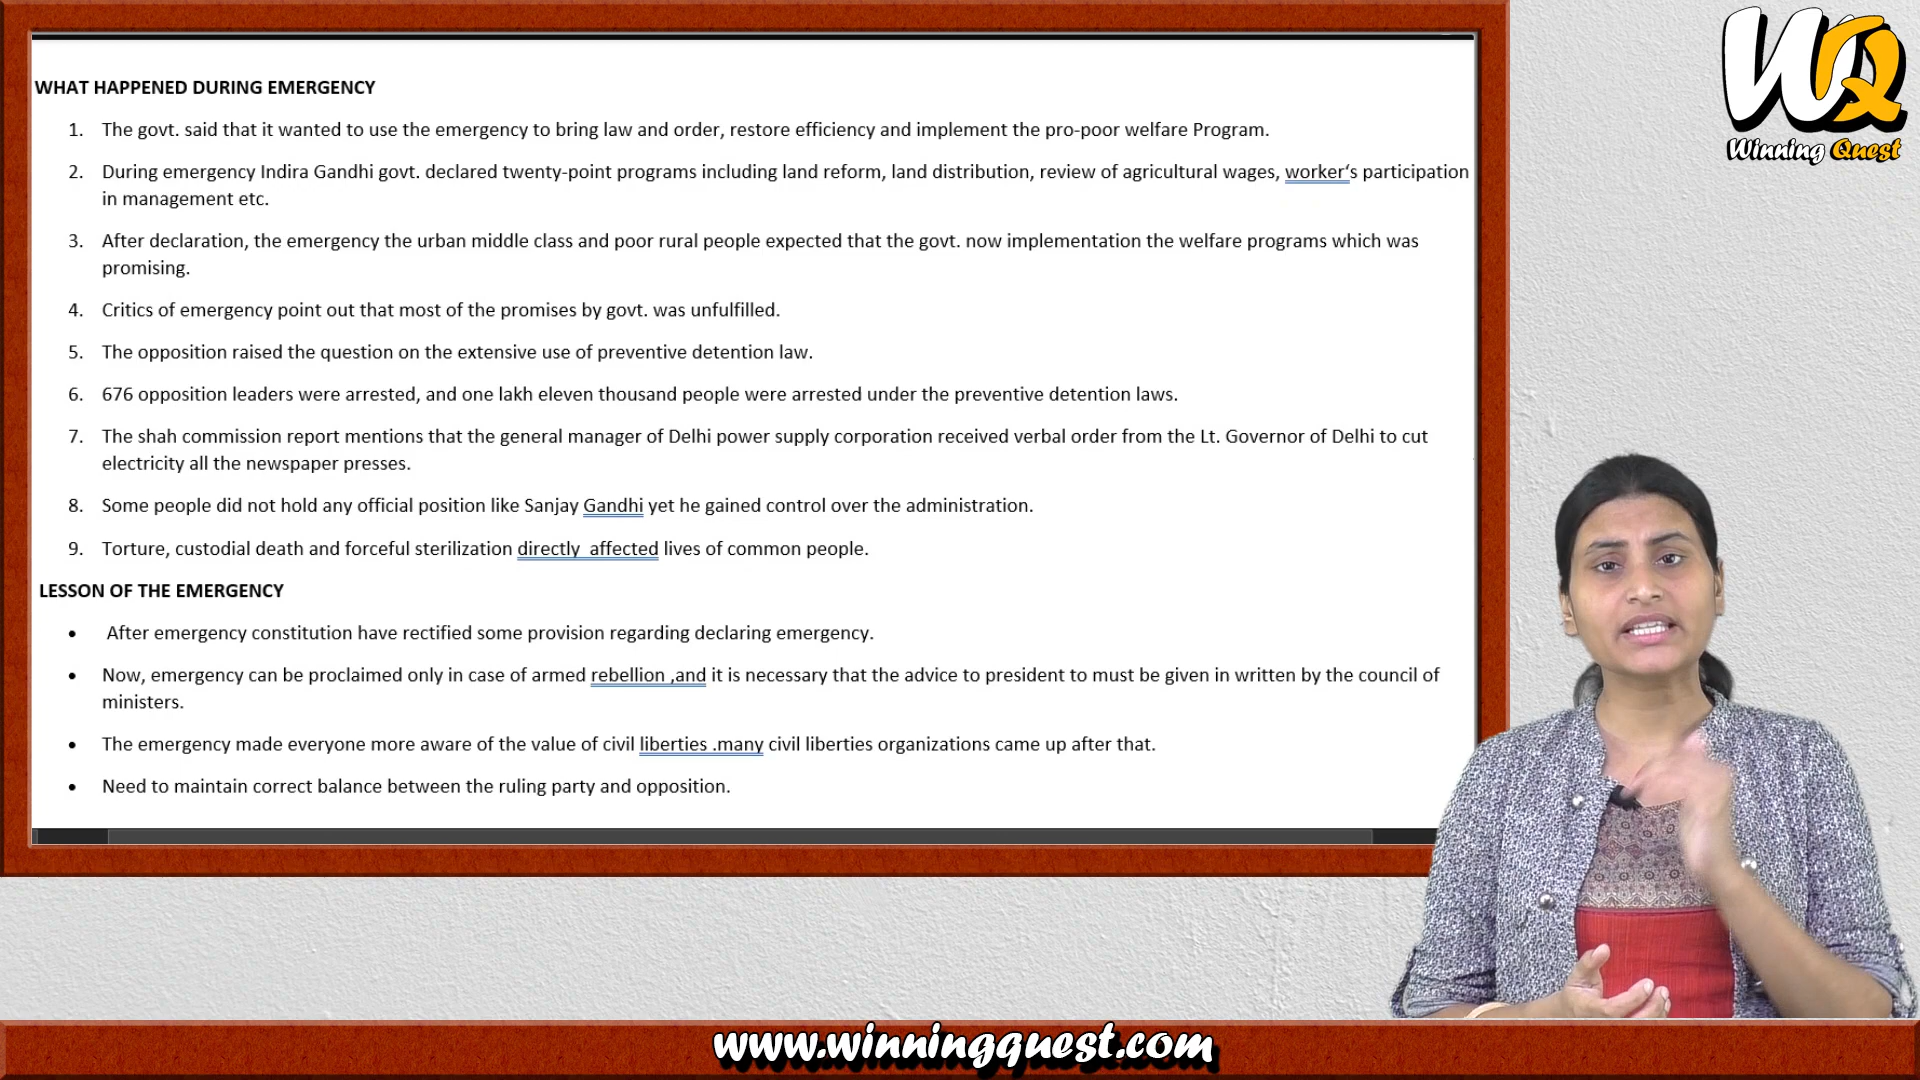 WHAT HAPPENED DURING EMERGENCY
1. The govt. said that it wanted to use the emergency to bring law and order, restore efficiency and implement the pro-poor welfare Program.
2. During emergency Indira Gandhi govt. declared twenty-point programs including land reform, land distribution, review of agricultural wages, worker‘s participation
in management etc.
3. After declaration, the emergency the urban middle class and poor rural people expected that the govt. now implementation the welfare programs which was
promising.
4. Critics of emergency point out that most of the promises by govt. was unfulfilled.
5. The opposition raised the question on the extensive use of preventive detention law.
6. 676 opposition leaders were arrested, and one lakh eleven thousand people were arrested under the preventive detention laws.
7. The shah commission report mentions that the general manager of Delhi power supply corporation received verbal order from the Lt. Governor of Delhi to cut
electricity all the newspaper presses.
8. Some people did not hold any official position like Sanjay Gandhi yet he gained control over the administration.
9. Torture, custodial death and forceful sterilization directly  affected lives of common people.
LESSON OF THE EMERGENCY
• After emergency constitution have rectified some provision regarding declaring emergency.
• Now, emergency can be proclaimed only in case of armed rebellion ,and it is necessary that the advice to president to must be given in written by the council of
ministers.
• The emergency made everyone more aware of the value of civil liberties .many civil liberties organizations came up after that.
• Need to maintain correct balance between the ruling party and opposition.
WQ
Winning Quest
www.winningquest.com